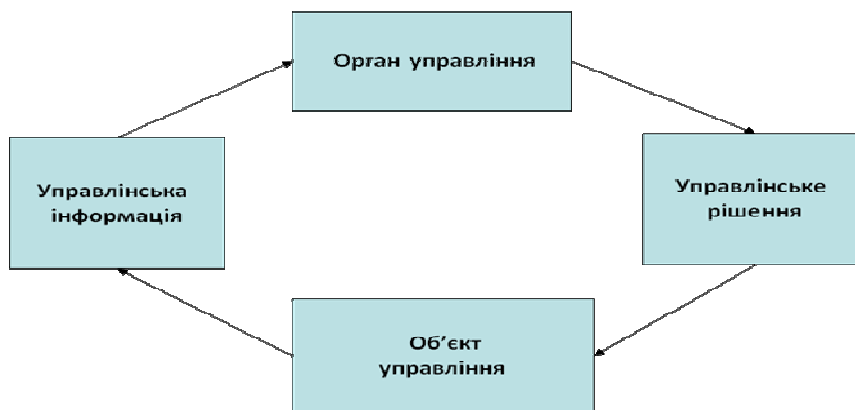 Орган управління
Управлінська
інформація
Управлінське
рішення
Об’єкт
управління